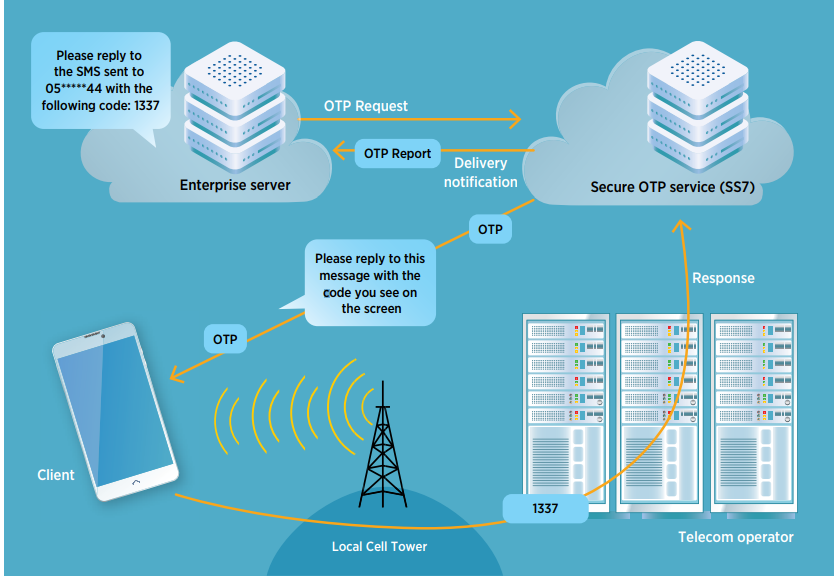 Please reply to
the SMS sent to
05*****44 with the
following code: 1337
Enterprise server
OTP Request
OTP Report
Delivery
notification
Secure OTP service (SS7)
OTP
Please reply to this
message with the
code you see on
the screen
OTP
Response
Client
1337
Local Cell Tower
Telecom operator